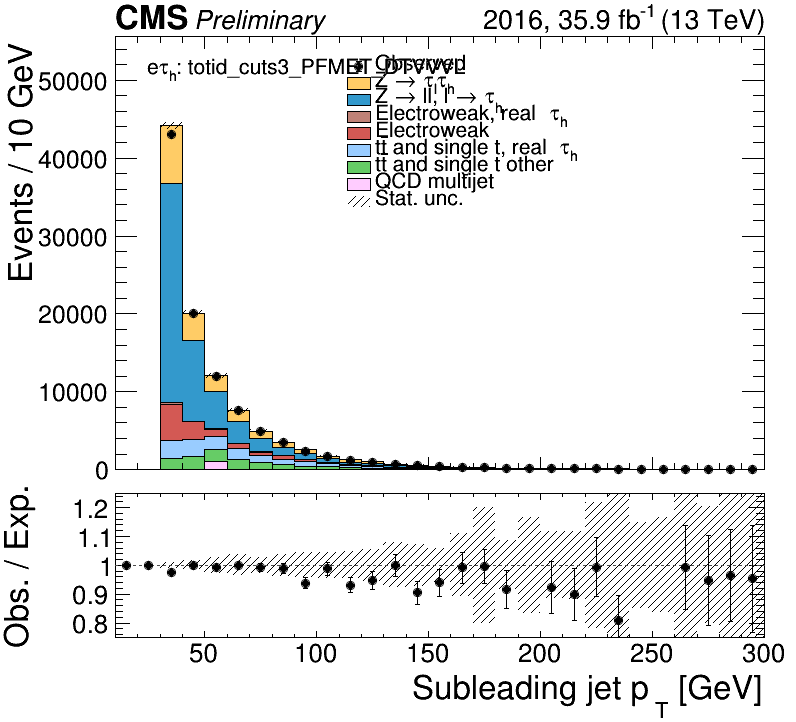 CMS Preliminary 2016, 35.9 fb⁻¹ (13 TeV)
Events / 10 GeV
50000
40000
30000
20000
10000
0
eτh: totid_cuts3_PFMET_DTVVVL
Observed
Z → τlτh
Z → ll, l → τh
Electroweak, real τh
Electroweak
tt̄ and single t, real τh
tt̄ and single t other
QCD multijet
Stat. unc.
Obs. / Exp.
1.2
1.1
1
0.9
0.8
50 100 150 200 250 300
Subleading jet pT [GeV]